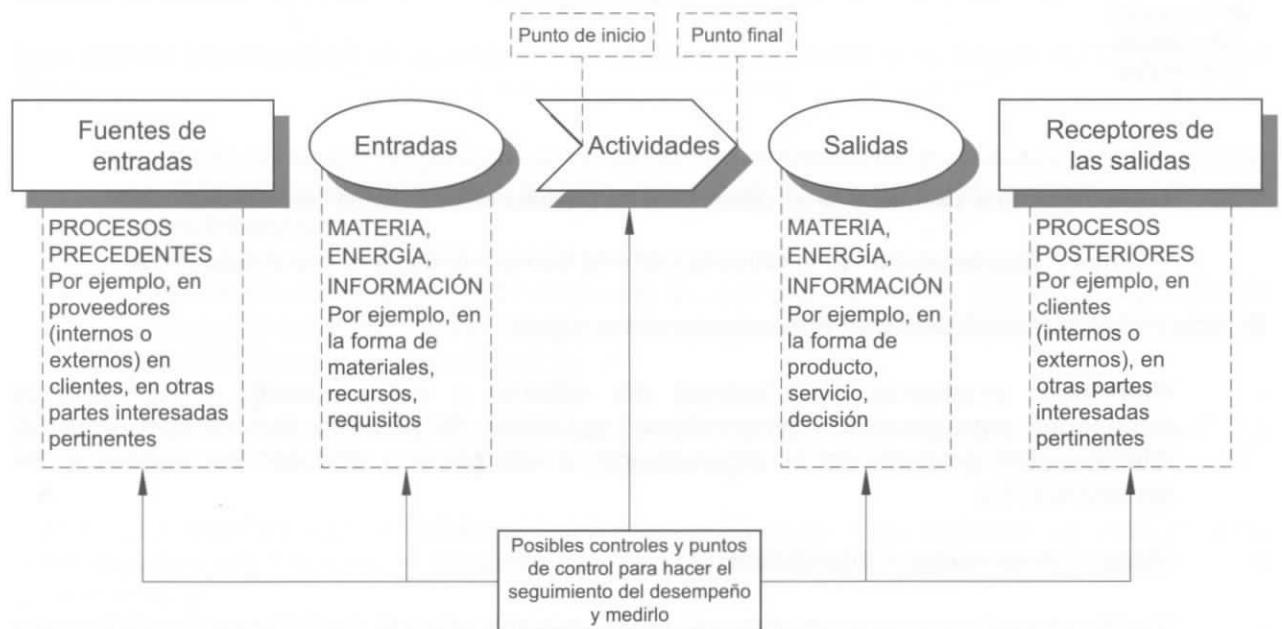 Punto de inicio
Punto final
Fuentes de
entradas
Entradas
Actividades
Salidas
Receptores de
las salidas
PROCESOS
PRECEDENTES
Por ejemplo, en
proveedores
(internos o
externos) en
clientes, en otras
partes interesadas
pertinentes
MATERIA,
ENERGÍA,
INFORMACIÓN
Por ejemplo, en
la forma de
materiales,
recursos,
requisitos
MATERIA,
ENERGÍA,
INFORMACIÓN
Por ejemplo, en
la forma de
producto,
servicio,
decisión
PROCESOS
POSTERIORES
Por ejemplo, en
clientes
(internos o
externos), en
otras partes
interesadas
pertinentes
Posibles controles y puntos
de control para hacer el
seguimiento del desempeño
y medirlo